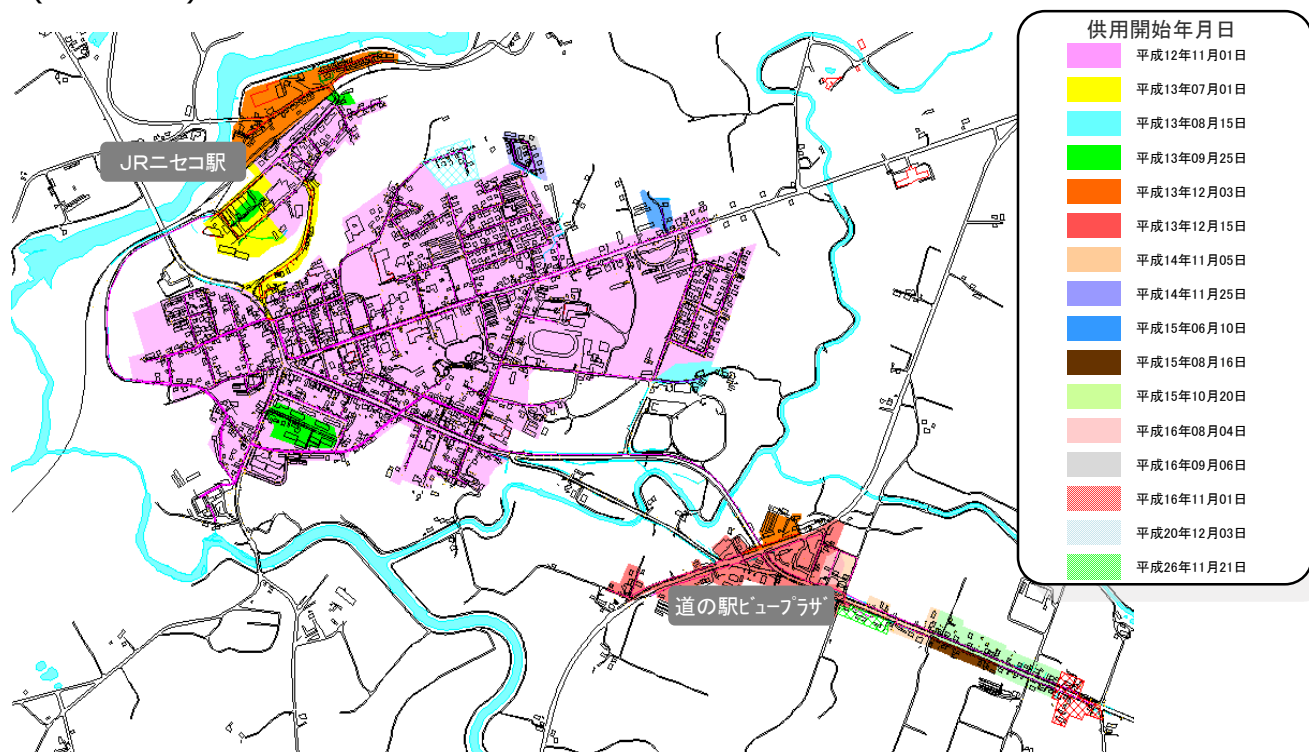 供用開始年月日
平成12年11月01日
平成13年07月01日
平成13年08月15日
平成13年09月25日
平成13年12月03日
平成13年12月15日
平成14年11月05日
平成14年11月25日
平成15年06月10日
平成15年08月16日
平成15年10月20日
平成16年08月04日
平成16年09月06日
平成16年11月01日
平成20年12月03日
平成26年11月21日
JRニセコ駅
道の駅ビュープラザ